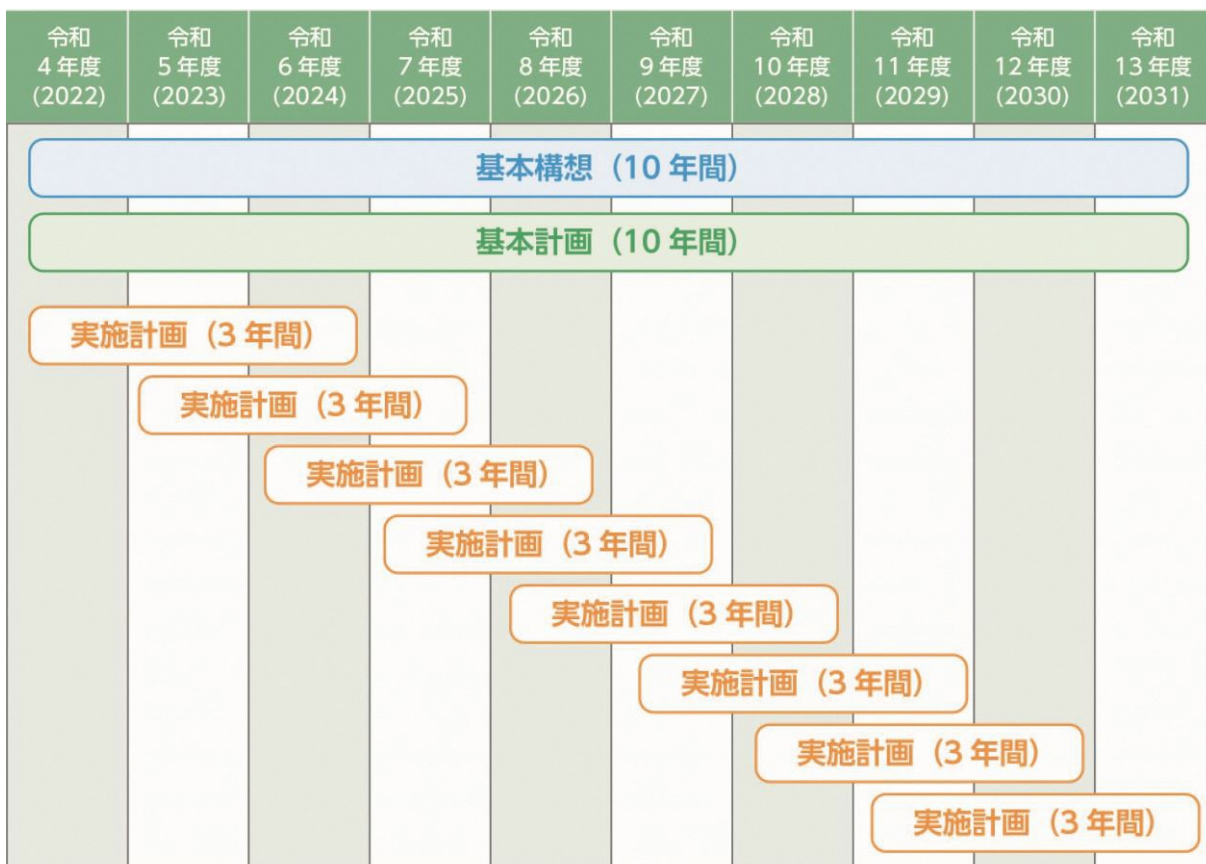 令和
4年度
(2022)
令和
5年度
(2023)
令和
6年度
(2024)
令和
7年度
(2025)
令和
8年度
(2026)
令和
9年度
(2027)
令和
10年度
(2028)
令和
11年度
(2029)
令和
12年度
(2030)
令和
13年度
(2031)
基本構想（10年間）
基本計画（10年間）
実施計画（3年間）
実施計画（3年間）
実施計画（3年間）
実施計画（3年間）
実施計画（3年間）
実施計画（3年間）
実施計画（3年間）
実施計画（3年間）